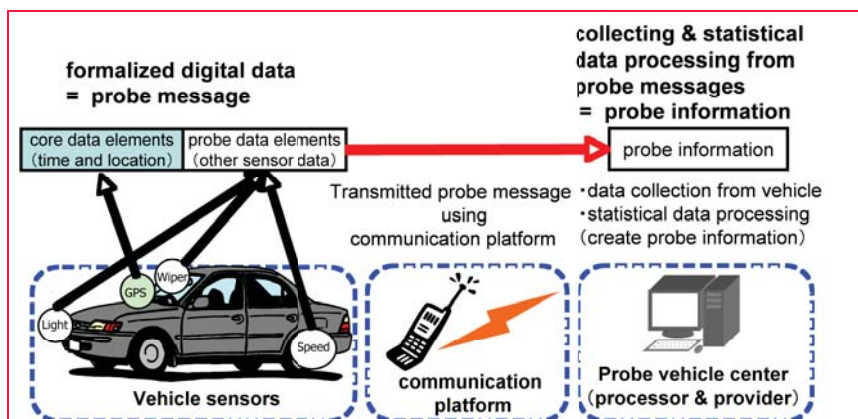 formalized digital data
= probe message
collecting & statistical
data processing from
probe messages
= probe information
core data elements
(time and location)
probe data elements
(other sensor data)
probe information
Transmitted probe message
using
communication platform
・data collection from vehicle
・statistical data processing
(create probe information)
Light
GPS
Wiper
Speed
Vehicle sensors
communication
platform
Probe vehicle center
(processor & provider)